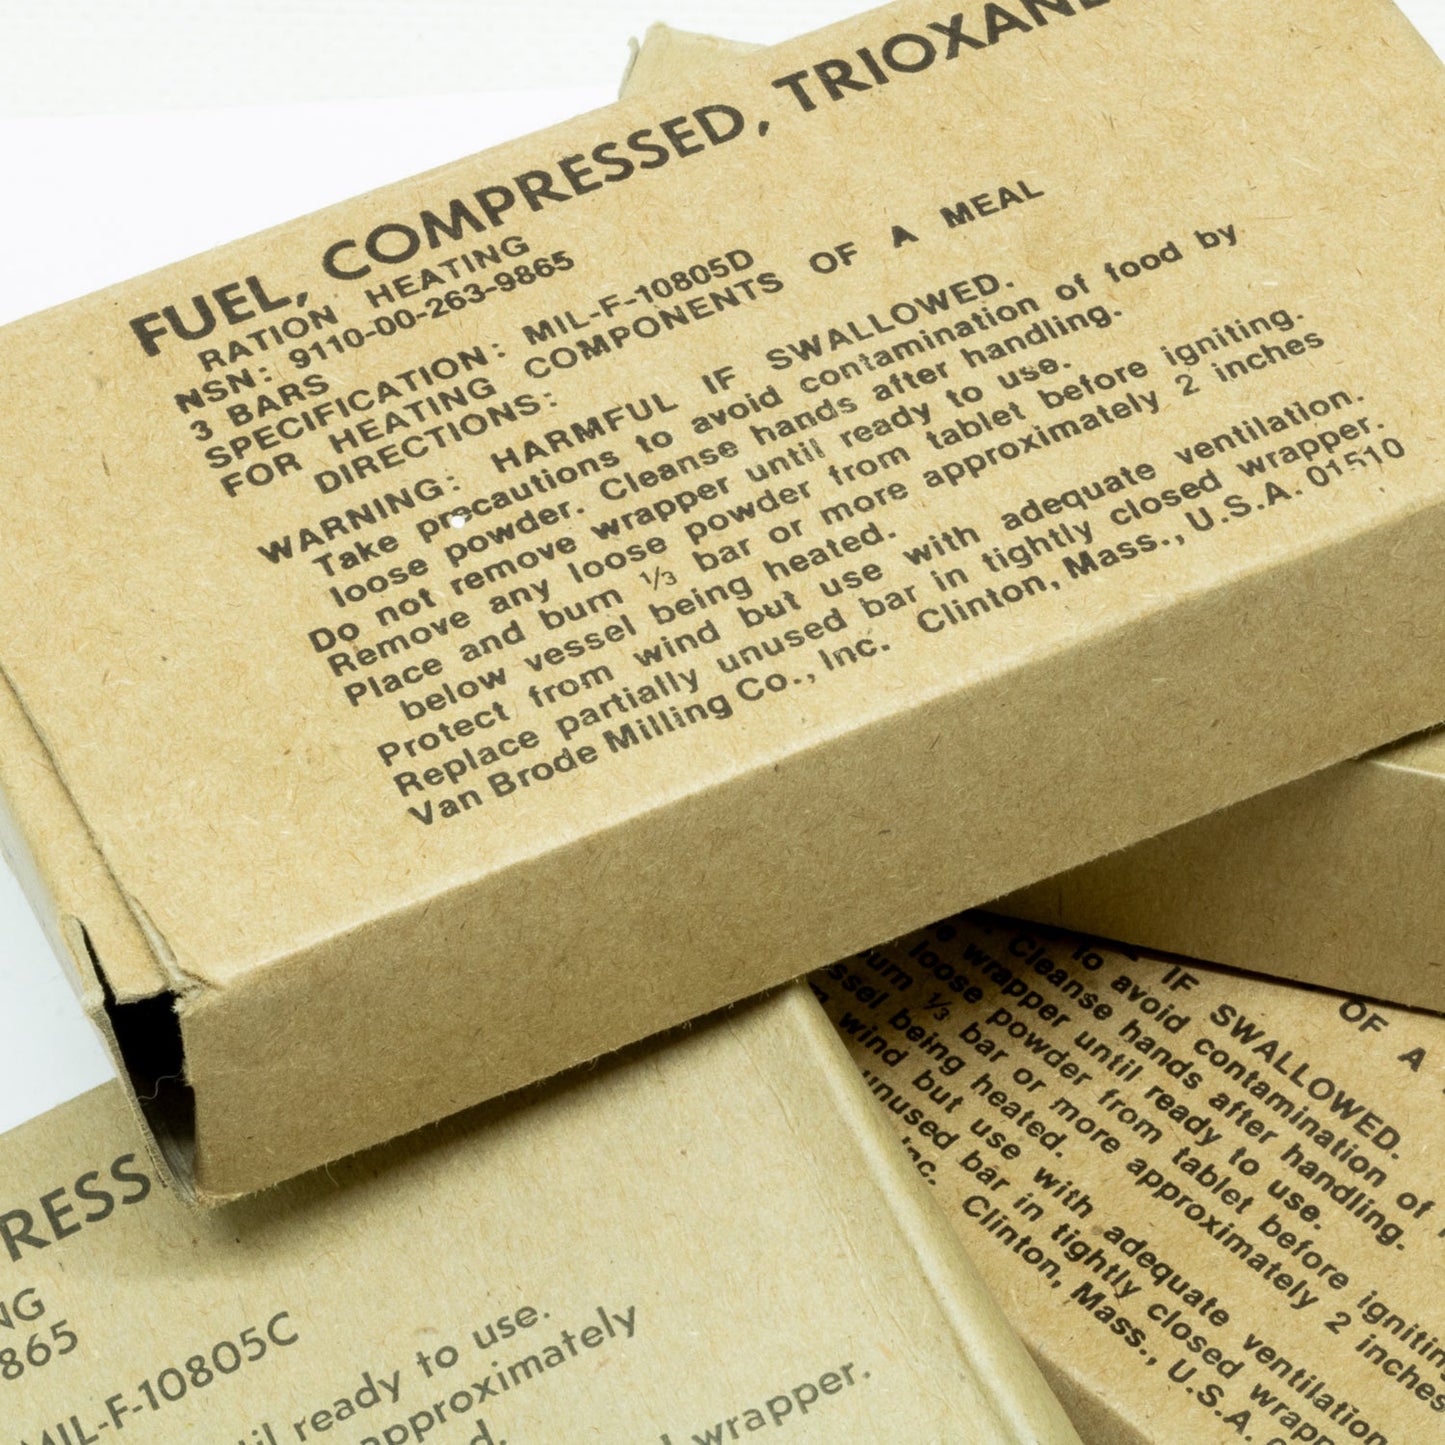 FUEL, COMPRESSED, TRIOXANE
RATION HEATING
NSN: 9110-00-263-9865
3 BARS
SPECIFICATION: MIL-F-10805D
FOR HEATING COMPONENTS OF A MEAL
DIRECTIONS:
WARNING: HARMFUL IF SWALLOWED.
Take precautions to avoid contamination of food by
loose powder. Cleanse hands after handling.
Do not remove wrapper until ready to use.
Remove any loose powder from tablet before igniting.
Place and burn ⅓ bar or more approximately 2 inches
below vessel being heated.
Protect from wind but use with adequate ventilation.
Replace partially unused bar in tightly closed wrapper.
Van Brode Milling Co., Inc. Clinton, Mass., U.S.A. 01510
OF A
IF SWALLOWED.
to avoid contamination of
. Cleanse hands after handling.
wrapper until ready to use.
loose powder from tablet before
burn ⅓ bar or more approximately 2 inches
being heated.
wind but use with adequate ventilation
unused bar in tightly closed
Inc. Clinton, Mass., U.S.A.
RESS
NG
865
MIL-F-10805C
ready to use.
approximately
d.
wrapper.